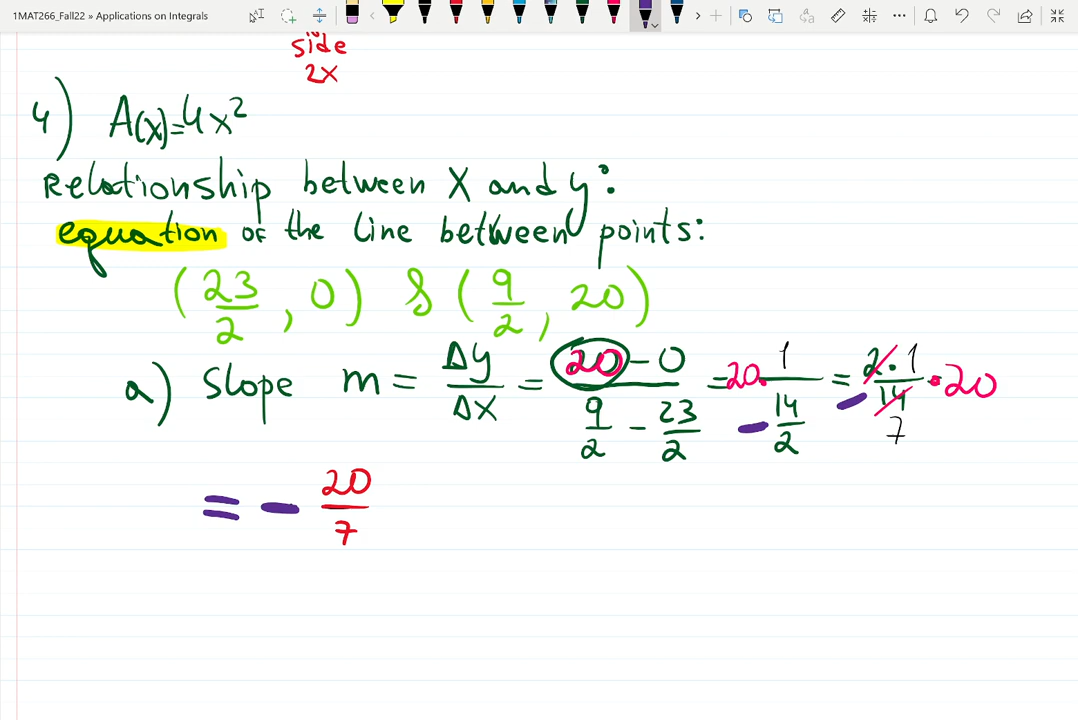 1MAT266_Fall22 » Applications on Integrals
side
2x
4) A(x)=4x²
Relationship between x and y:
equation of the line between points:
(23/2, 0) & (9/2, 20)
a) Slope m = Δy/Δx = (20 - 0)/(9/2 - 23/2) = 20 · 1/(- 14/2) = - (2 · 1)/14 · 20
7
= - 20/7